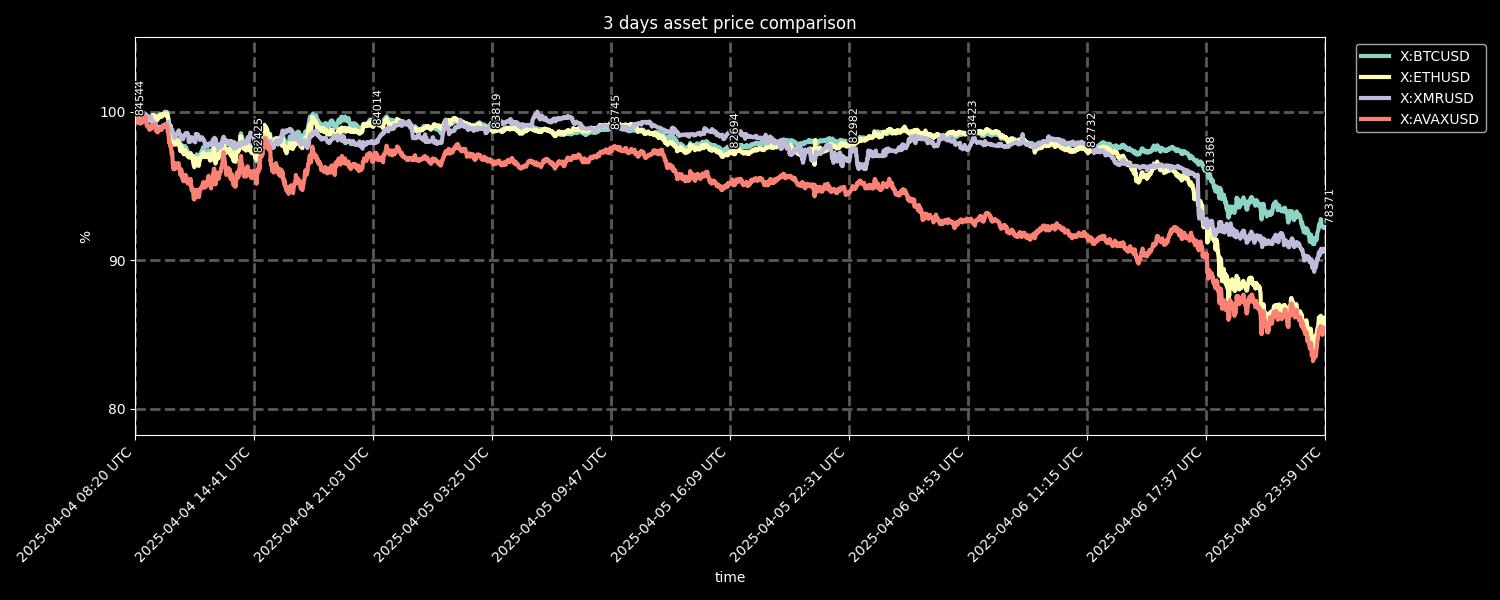 3 days asset price comparison
X:BTCUSD
X:ETHUSD
X:XMRUSD
X:AVAXUSD
100
90
80
%
84544
82425
84014
83819
83745
82694
82982
83423
82732
81368
78371
2025-04-04 08:20 UTC
2025-04-04 14:41 UTC
2025-04-04 21:03 UTC
2025-04-05 03:25 UTC
2025-04-05 09:47 UTC
2025-04-05 16:09 UTC
2025-04-05 22:31 UTC
2025-04-06 04:53 UTC
2025-04-06 11:15 UTC
2025-04-06 17:37 UTC
2025-04-06 23:59 UTC
time